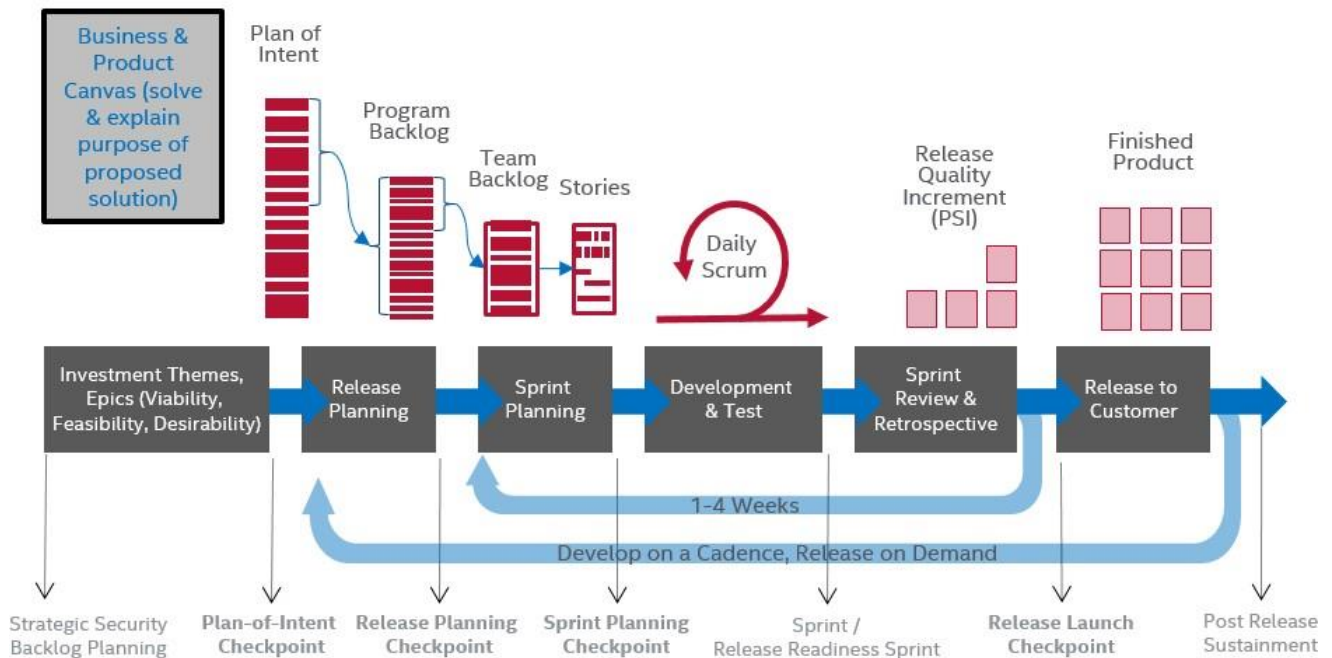 Business &
Product
Canvas (solve
& explain
purpose of
proposed
solution)
Plan of
Intent
Program
Backlog
Team
Backlog
Stories
Daily
Scrum
Release
Quality
Increment
(PSI)
Finished
Product
Investment Themes,
Epics (Viability,
Feasibility, Desirability)
Release
Planning
Sprint
Planning
Development
& Test
Sprint
Review &
Retrospective
Release to
Customer
1-4 Weeks
Develop on a Cadence, Release on Demand
Strategic Security
Backlog Planning
Plan-of-Intent
Checkpoint
Release Planning
Checkpoint
Sprint Planning
Checkpoint
Sprint /
Release Readiness Sprint
Release Launch
Checkpoint
Post Release
Sustainment